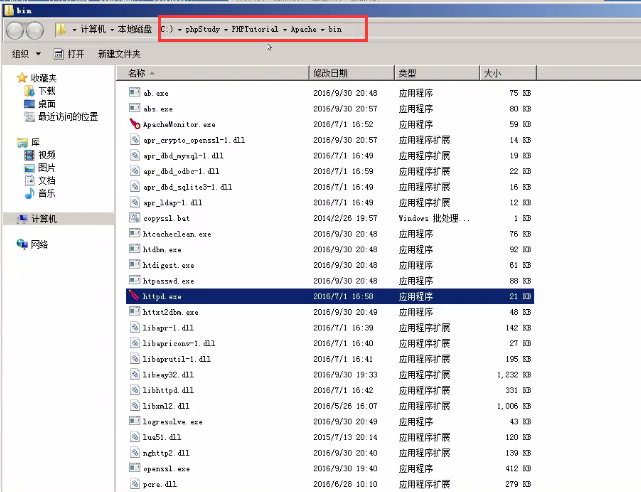 bin
计算机 本地磁盘 (C:) phpStudy PHPTutorial Apache bin
组织 打开 新建文件夹
收藏夹
下载
桌面
最近访问的位置
库
视频
图片
文档
音乐
计算机
网络
名称 修改日期 类型 大小
ab.exe 2016/9/30 20:48 应用程序 75 KB
abs.exe 2016/9/30 20:57 应用程序 80 KB
ApacheMonitor.exe 2016/7/1 16:52 应用程序 59 KB
apr_crypto_openssl-1.dll 2016/9/30 20:57 应用程序扩展 14 KB
apr_dbd_mysql-1.dll 2016/7/1 16:49 应用程序扩展 19 KB
apr_dbd_odbc-1.dll 2016/7/1 16:59 应用程序扩展 22 KB
apr_dbd_sqlite3-1.dll 2016/7/1 16:49 应用程序扩展 16 KB
apr_ldap-1.dll 2016/7/1 16:49 应用程序扩展 12 KB
copyssl.bat 2014/2/26 19:57 Windows 批处理... 1 KB
htcacheclean.exe 2016/9/30 20:48 应用程序 76 KB
htdbm.exe 2016/9/30 20:48 应用程序 92 KB
htdigest.exe 2016/9/30 20:48 应用程序 61 KB
htpasswd.exe 2016/9/30 20:48 应用程序 88 KB
httpd.exe 2016/7/1 16:58 应用程序 21 KB
httxt2dbm.exe 2016/9/30 20:49 应用程序 48 KB
libapr-1.dll 2016/7/1 16:39 应用程序扩展 142 KB
libapriconv-1.dll 2016/7/1 16:40 应用程序扩展 27 KB
libaprutil-1.dll 2016/7/1 16:41 应用程序扩展 195 KB
libeay32.dll 2016/9/30 19:33 应用程序扩展 1,232 KB
libhttpd.dll 2016/7/1 16:42 应用程序扩展 331 KB
libxml2.dll 2016/5/26 16:07 应用程序扩展 1,006 KB
logresolve.exe 2016/9/30 20:49 应用程序 43 KB
lua51.dll 2015/7/13 20:14 应用程序扩展 120 KB
nghttp2.dll 2016/9/30 20:40 应用程序扩展 139 KB
openssl.exe 2016/9/30 19:40 应用程序 412 KB
pcre.dll 2016/6/28 10:10 应用程序扩展 279 KB